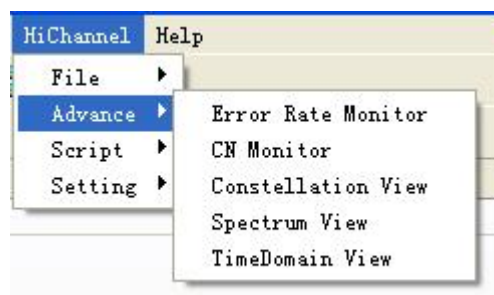 HiChannel Help
File
Advance
Script
Setting
Error Rate Monitor
CN Monitor
Constellation View
Spectrum View
TimeDomain View